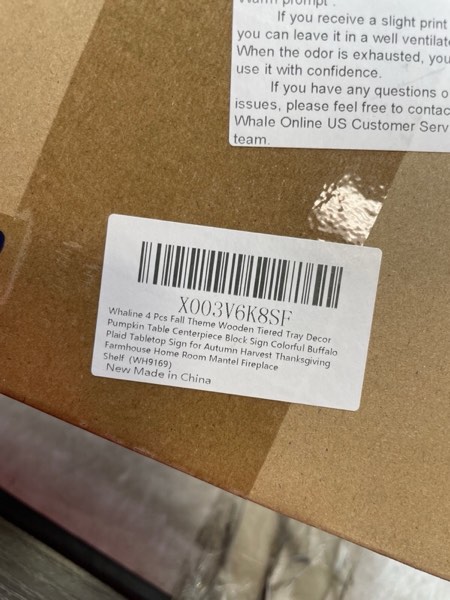 Warm prompt :
If you receive a slight print
you can leave it in a well
When the odor is exhausted, you
use it with confidence.
If you have any questions o
issues, please feel free to
Whale Online US Customer
team.
X003V6K8SF
Whaline 4 Pcs Fall Theme Wooden Tiered Tray Decor
Pumpkin Table Centerpiece Block Sign Colorful Buffalo
Plaid Tabletop Sign for Autumn Harvest Thanksgiving
Farmhouse Home Room Mantel Fireplace
Shelf (WH9169)
New Made in China